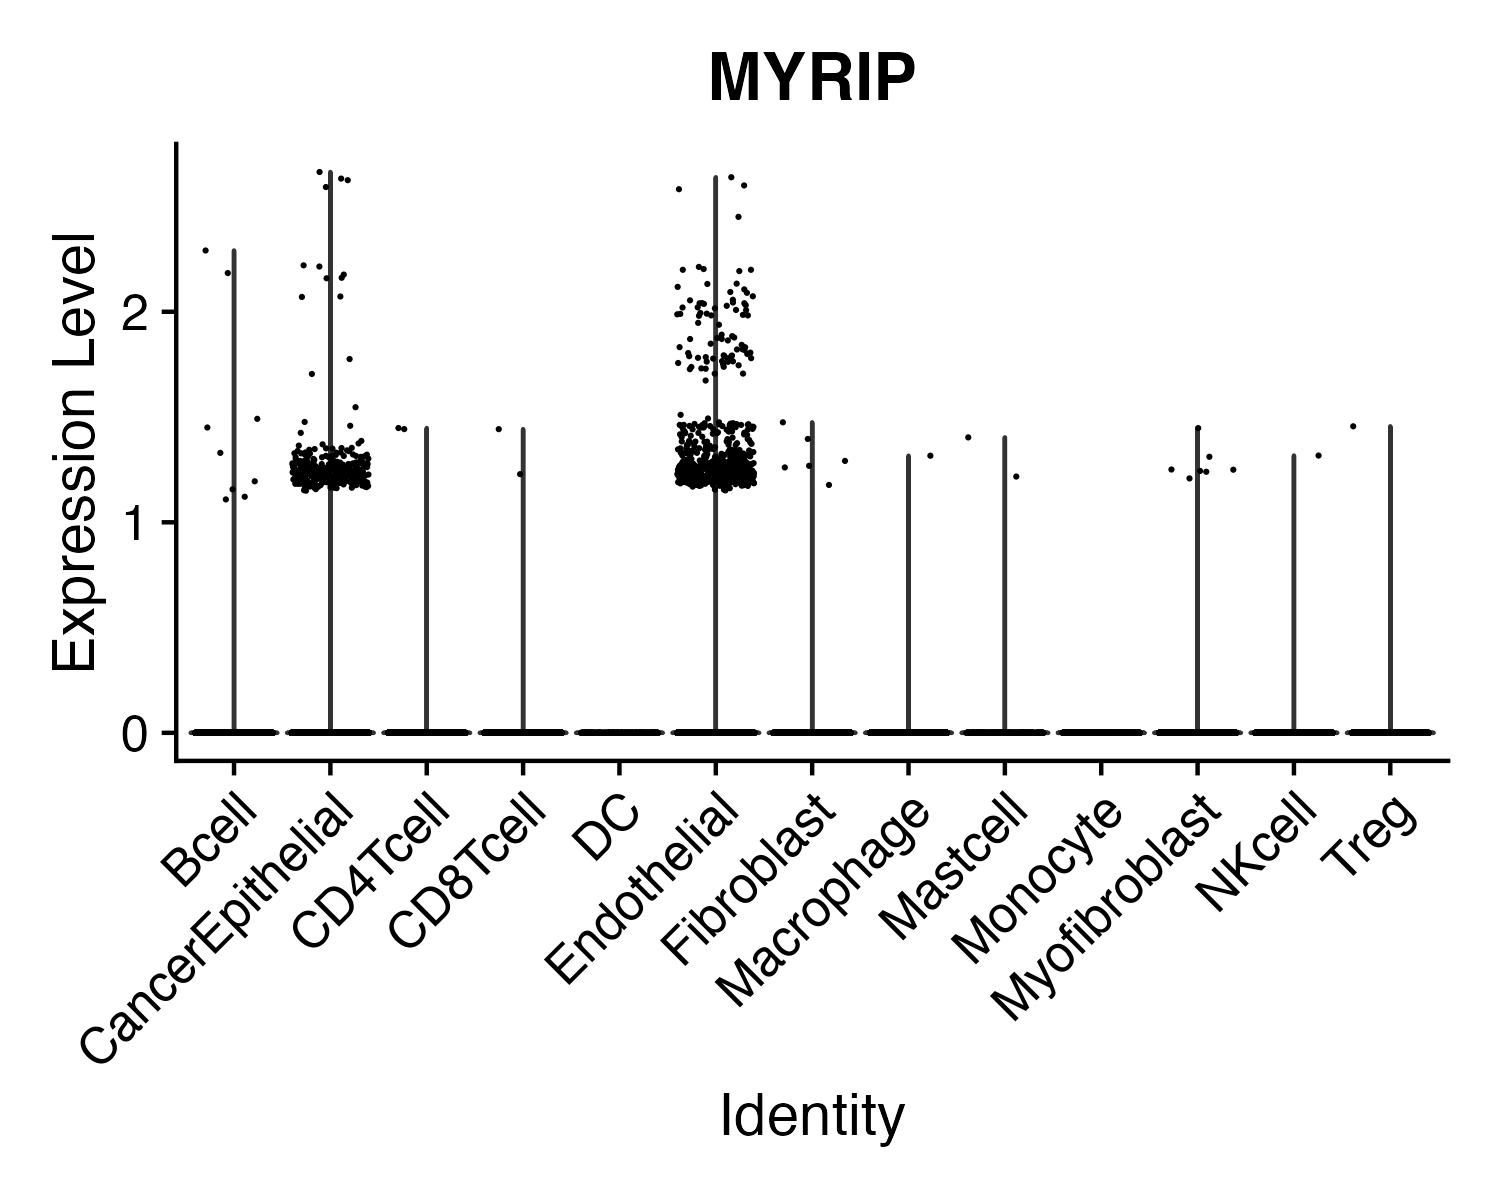 MYRIP
Expression Level
2
1
0
Bcell
CancerEpithelial
CD4Tcell
CD8Tcell
DC
Endothelial
Fibroblast
Macrophage
Mastcell
Monocyte
Myofibroblast
NKcell
Treg
Identity